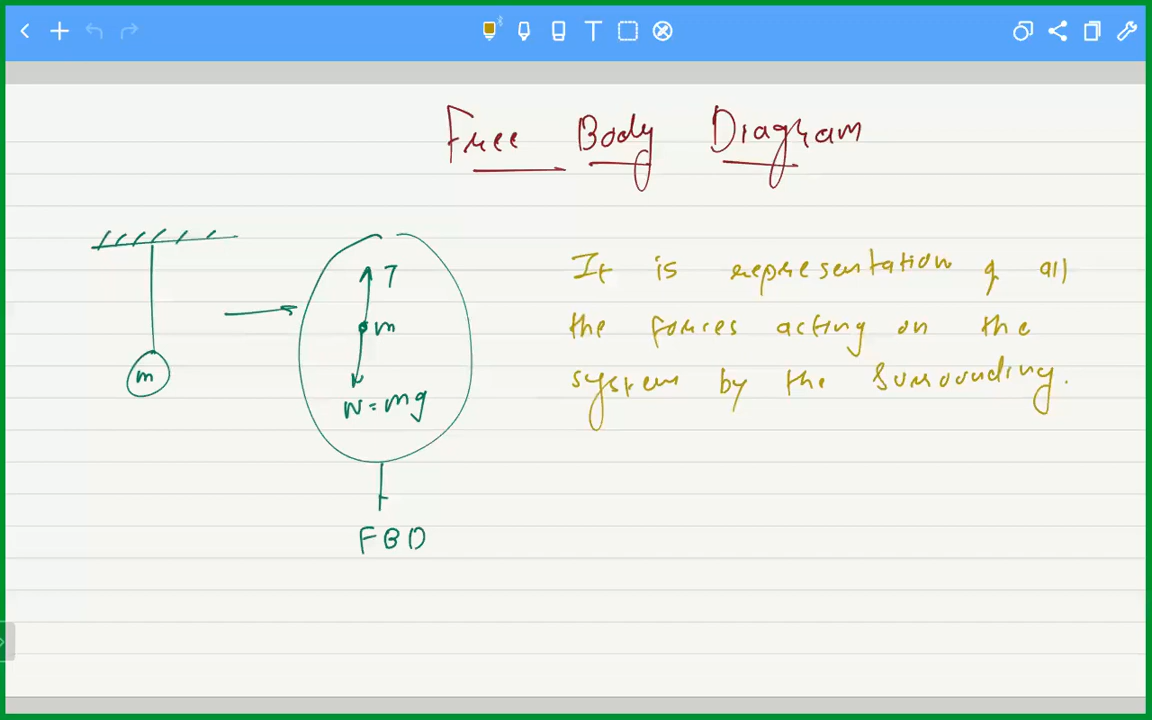 Free Body Diagram
It is representation of all
the forces acting on the
system by the surrounding.
T
m
W = mg
m
FBD